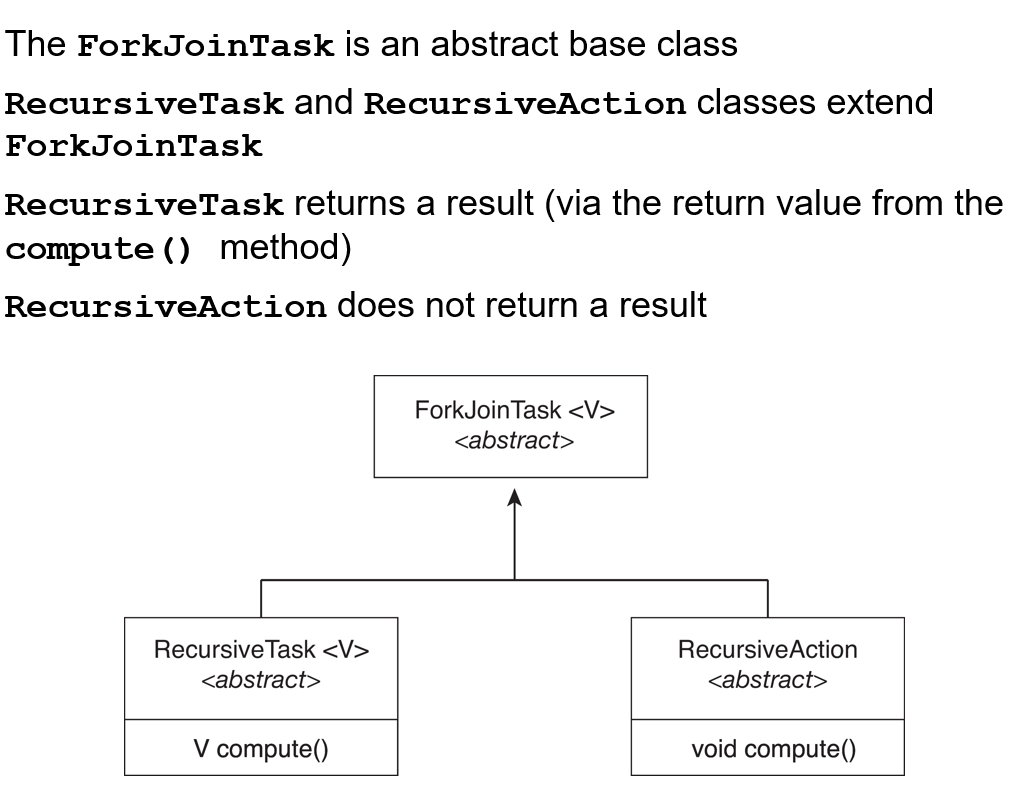 The ForkJoinTask is an abstract base class
RecursiveTask and RecursiveAction classes extend
ForkJoinTask
RecursiveTask returns a result (via the return value from the
compute() method)
RecursiveAction does not return a result
ForkJoinTask <V>
<abstract>
RecursiveTask <V>
<abstract>
V compute()
RecursiveAction
<abstract>
void compute()